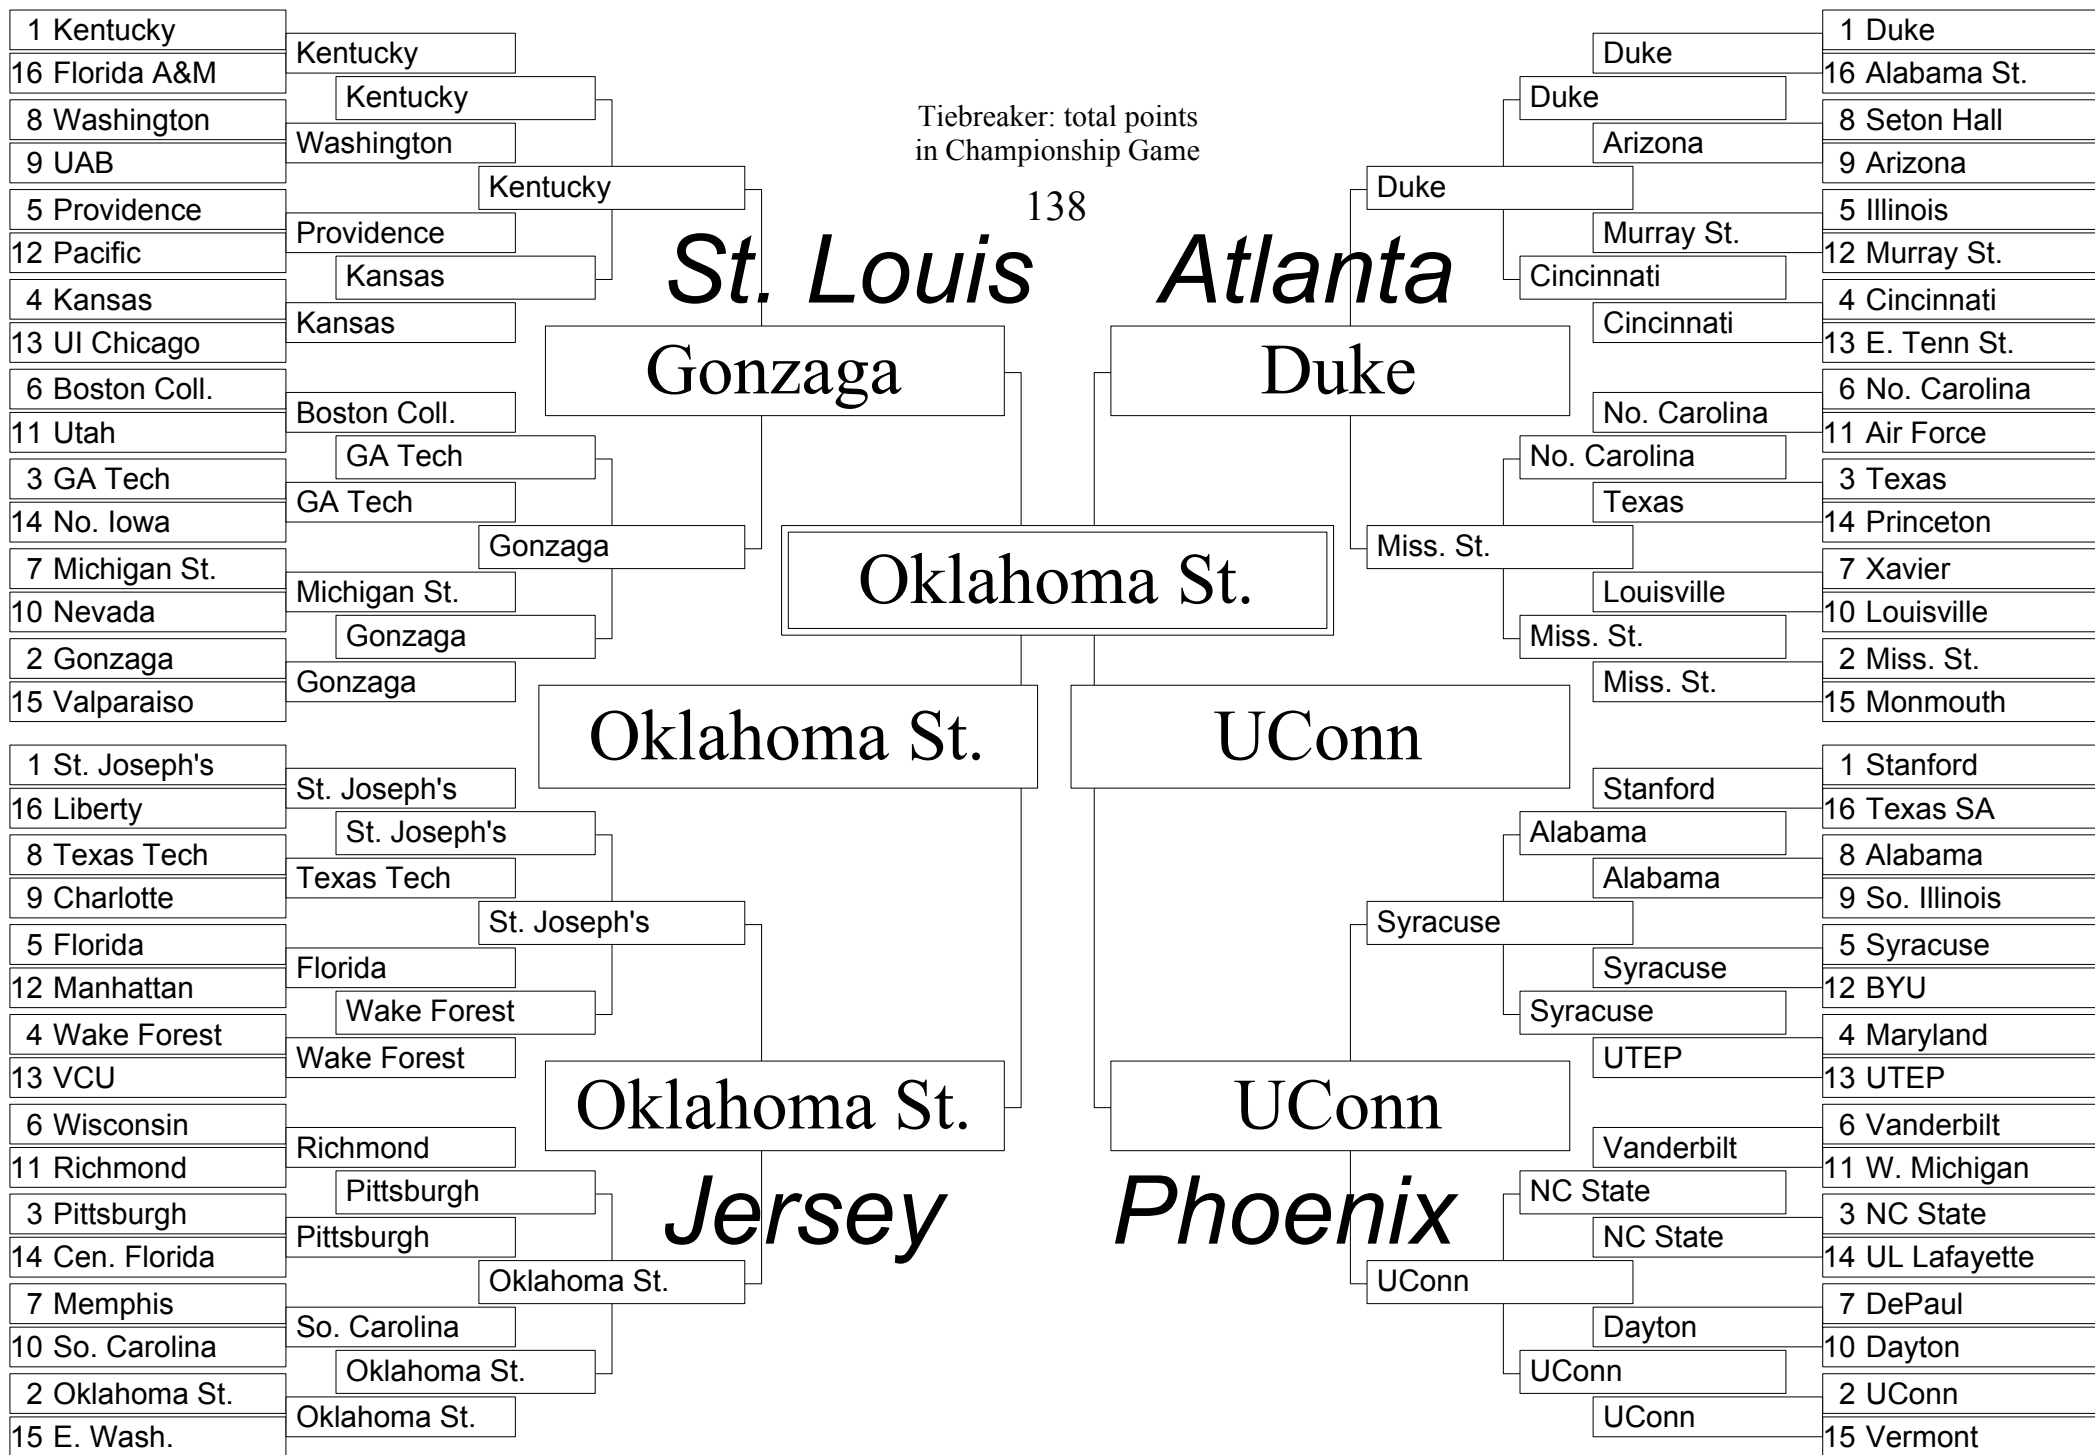 1 Kentucky
16 Florida A&M
8 Washington
9 UAB
5 Providence
12 Pacific
4 Kansas
13 UI Chicago
6 Boston Coll.
11 Utah
3 GA Tech
14 No. Iowa
7 Michigan St.
10 Nevada
2 Gonzaga
15 Valparaiso
Kentucky
Washington
Providence
Kansas
Boston Coll.
GA Tech
Michigan St.
Gonzaga
Kentucky
Kansas
GA Tech
Gonzaga
Kentucky
Gonzaga
St. Louis
Gonzaga
1 St. Joseph's
16 Liberty
8 Texas Tech
9 Charlotte
5 Florida
12 Manhattan
4 Wake Forest
13 VCU
6 Wisconsin
11 Richmond
3 Pittsburgh
14 Cen. Florida
7 Memphis
10 So. Carolina
2 Oklahoma St.
15 E. Wash.
St. Joseph's
Texas Tech
Florida
Wake Forest
Richmond
Pittsburgh
So. Carolina
Oklahoma St.
St. Joseph's
Wake Forest
Pittsburgh
Oklahoma St.
St. Joseph's
Oklahoma St.
Oklahoma St.
Jersey
Tiebreaker: total points
in Championship Game
138
Oklahoma St.
Oklahoma St.
UConn
Atlanta
Duke
Duke
Miss. St.
Duke
Cincinnati
No. Carolina
Miss. St.
Duke
Arizona
Murray St.
Cincinnati
No. Carolina
Texas
Louisville
Miss. St.
1 Duke
16 Alabama St.
8 Seton Hall
9 Arizona
5 Illinois
12 Murray St.
4 Cincinnati
13 E. Tenn St.
6 No. Carolina
11 Air Force
3 Texas
14 Princeton
7 Xavier
10 Louisville
2 Miss. St.
15 Monmouth
UConn
Phoenix
Syracuse
UConn
Alabama
Syracuse
NC State
UConn
Stanford
Alabama
Syracuse
UTEP
Vanderbilt
NC State
Dayton
UConn
1 Stanford
16 Texas SA
8 Alabama
9 So. Illinois
5 Syracuse
12 BYU
4 Maryland
13 UTEP
6 Vanderbilt
11 W. Michigan
3 NC State
14 UL Lafayette
7 DePaul
10 Dayton
2 UConn
15 Vermont